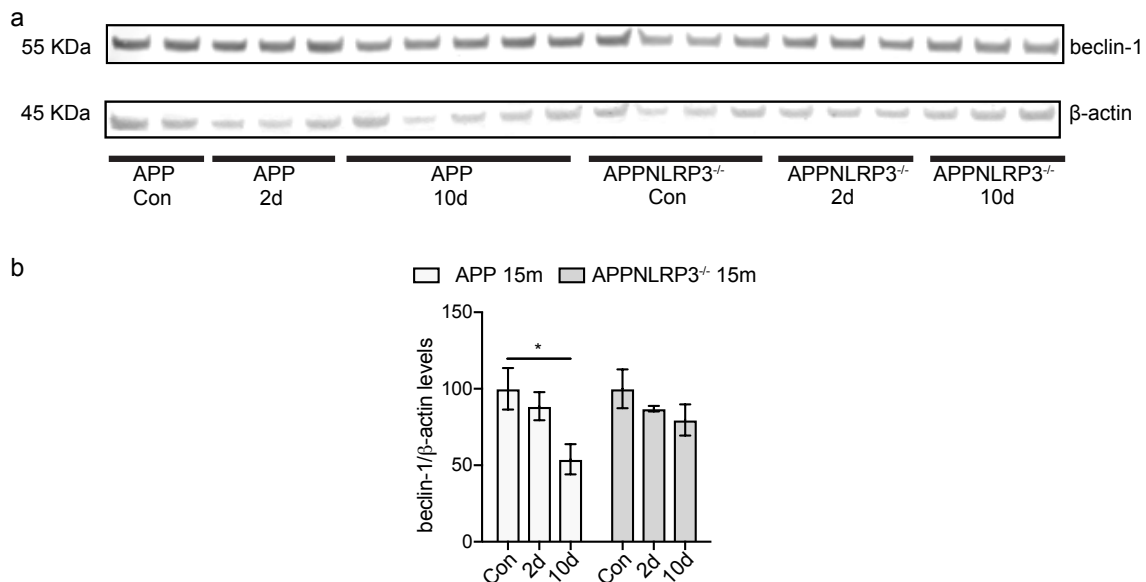 a
55 KDa
beclin-1
45 KDa
β-actin
APP Con
APP 2d
APP 10d
APPNLRP3-/- Con
APPNLRP3-/- 2d
APPNLRP3-/- 10d
b
APP 15m APPNLRP3-/- 15m
beclin-1/β-actin levels
150
100
50
0
*
Con 2d 10d Con 2d 10d